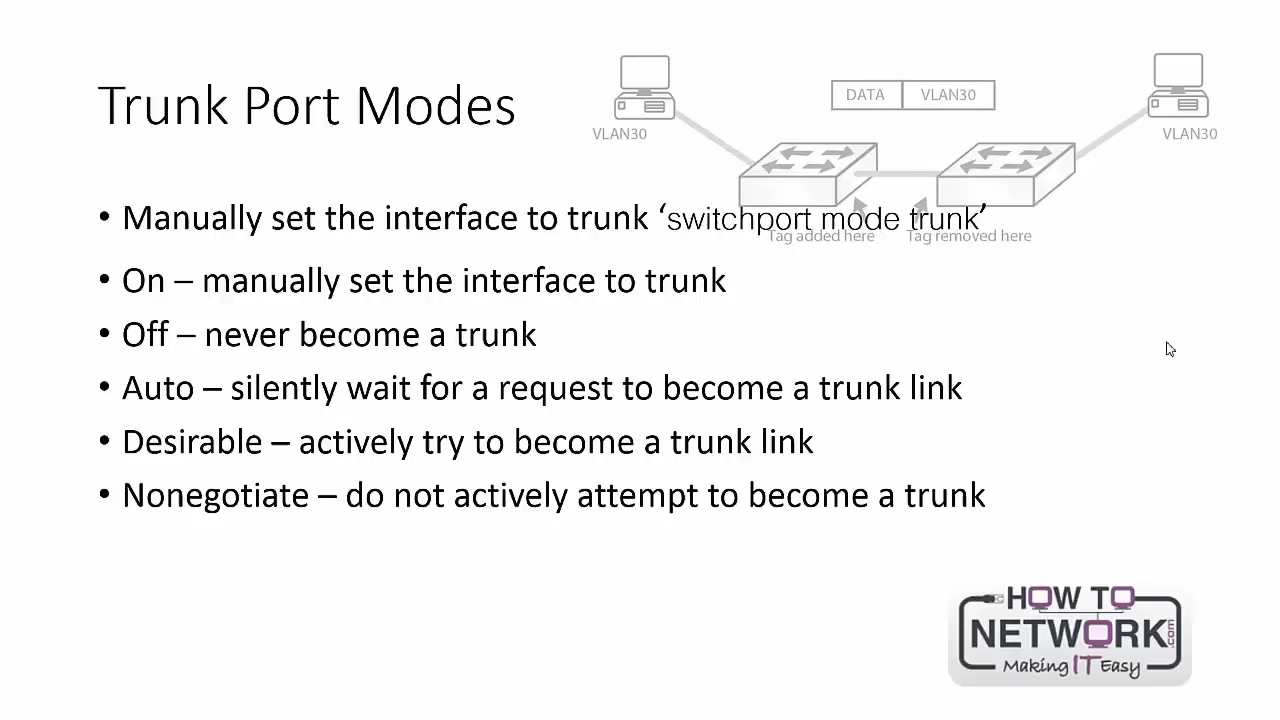 Trunk Port Modes
DATA VLAN30
VLAN30
VLAN30
• Manually set the interface to trunk ‘switchport mode trunk’
Tag added here
Tag removed here
• On – manually set the interface to trunk
• Off – never become a trunk
• Auto – silently wait for a request to become a trunk link
• Desirable – actively try to become a trunk link
• Nonegotiate – do not actively attempt to become a trunk
HOW TO
NETWORK.com
Making IT Easy